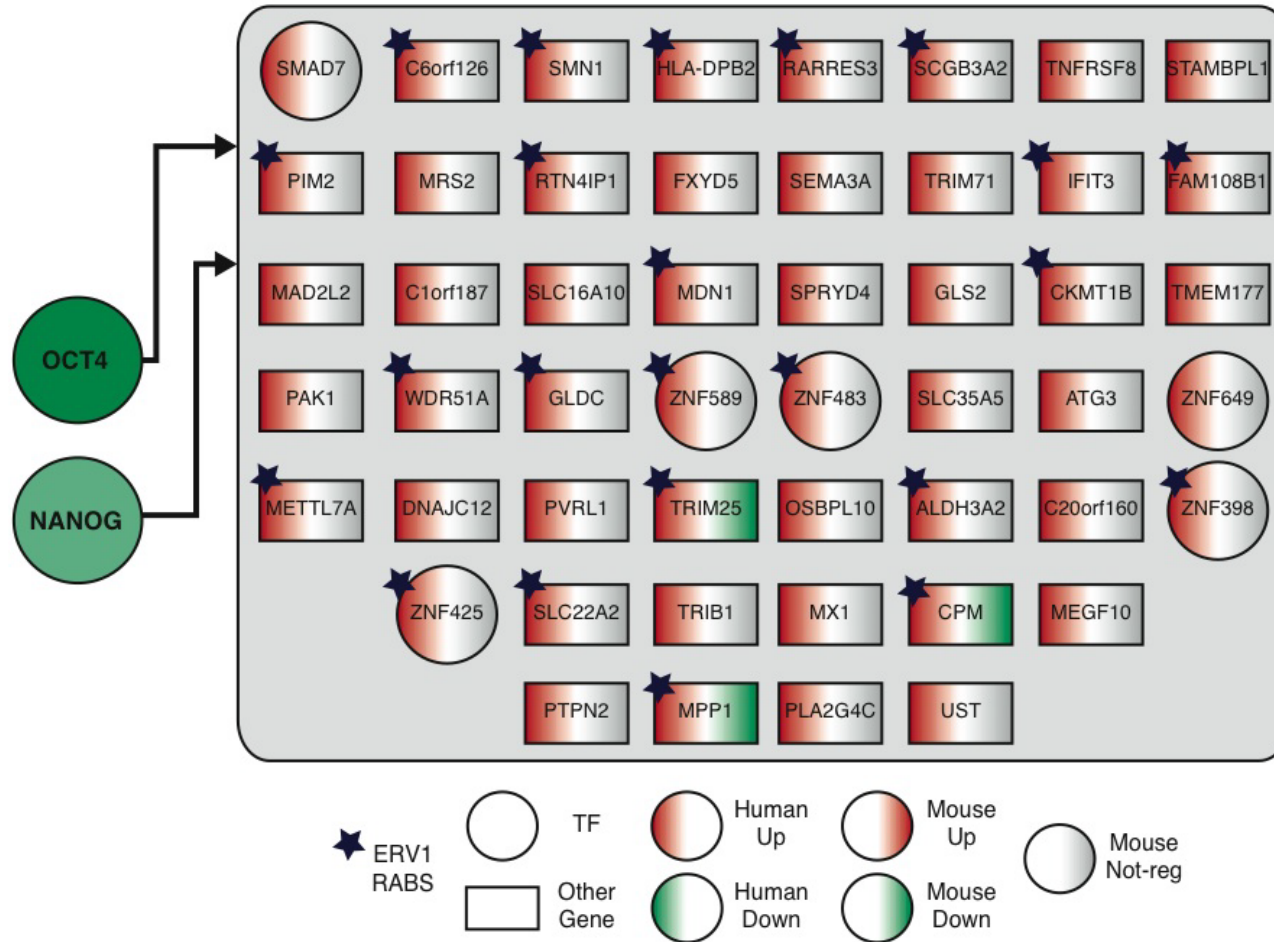 SMAD7
C6orf126
SMN1
HLA-DPB2
RARRES3
SCGB3A2
TNFRSF8
STAMBPL1
PIM2
MRS2
RTN4IP1
FXYD5
SEMA3A
TRIM71
IFIT3
FAM108B1
MAD2L2
C1orf187
SLC16A10
MDN1
SPRYD4
GLS2
CKMT1B
TMEM177
OCT4
PAK1
WDR51A
GLDC
ZNF589
ZNF483
SLC35A5
ATG3
ZNF649
NANOG
METTL7A
DNAJC12
PVRL1
TRIM25
OSBPL10
ALDH3A2
C20orf160
ZNF398
ZNF425
SLC22A2
TRIB1
MX1
CPM
MEGF10
PTPN2
MPP1
PLA2G4C
UST
ERV1
RABS
TF
Other
Gene
Human
Up
Human
Down
Mouse
Up
Mouse
Down
Mouse
Not-reg